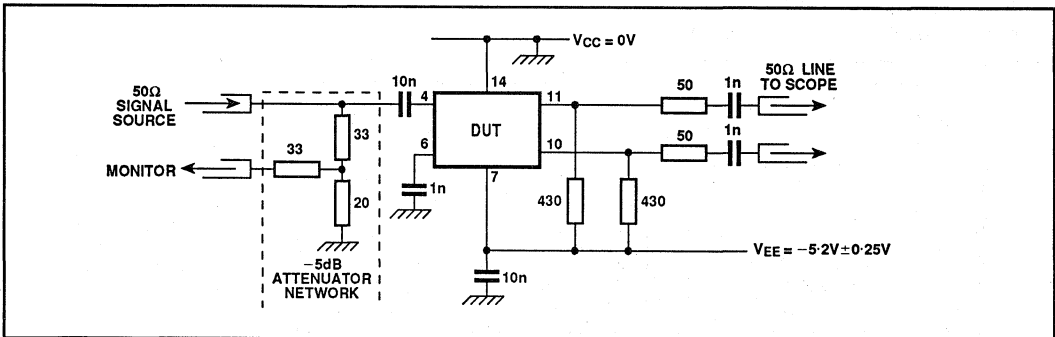 VCC = 0V
10n
14
50Ω
SIGNAL
SOURCE
4
11
50
1n
50Ω LINE
TO SCOPE
DUT
33
33
MONITOR
6
10
50
1n
7
1n
20
430
430
VEE = −5·2V±0·25V
−5dB
ATTENUATOR
NETWORK
10n